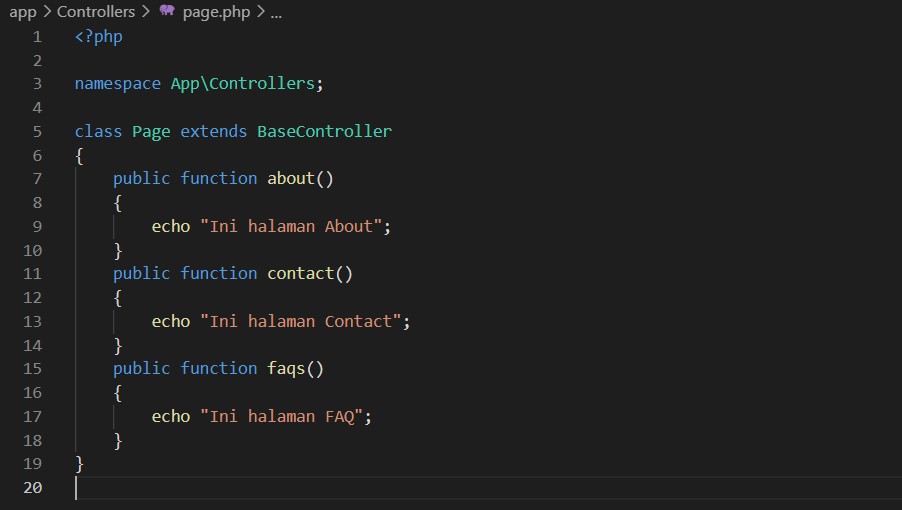 app > Controllers > page.php > ...
1 <?php
2
3 namespace App\Controllers;
4
5 class Page extends BaseController
6 {
7 public function about()
8 {
9 echo "Ini halaman About";
10 }
11 public function contact()
12 {
13 echo "Ini halaman Contact";
14 }
15 public function faqs()
16 {
17 echo "Ini halaman FAQ";
18 }
19 }
20